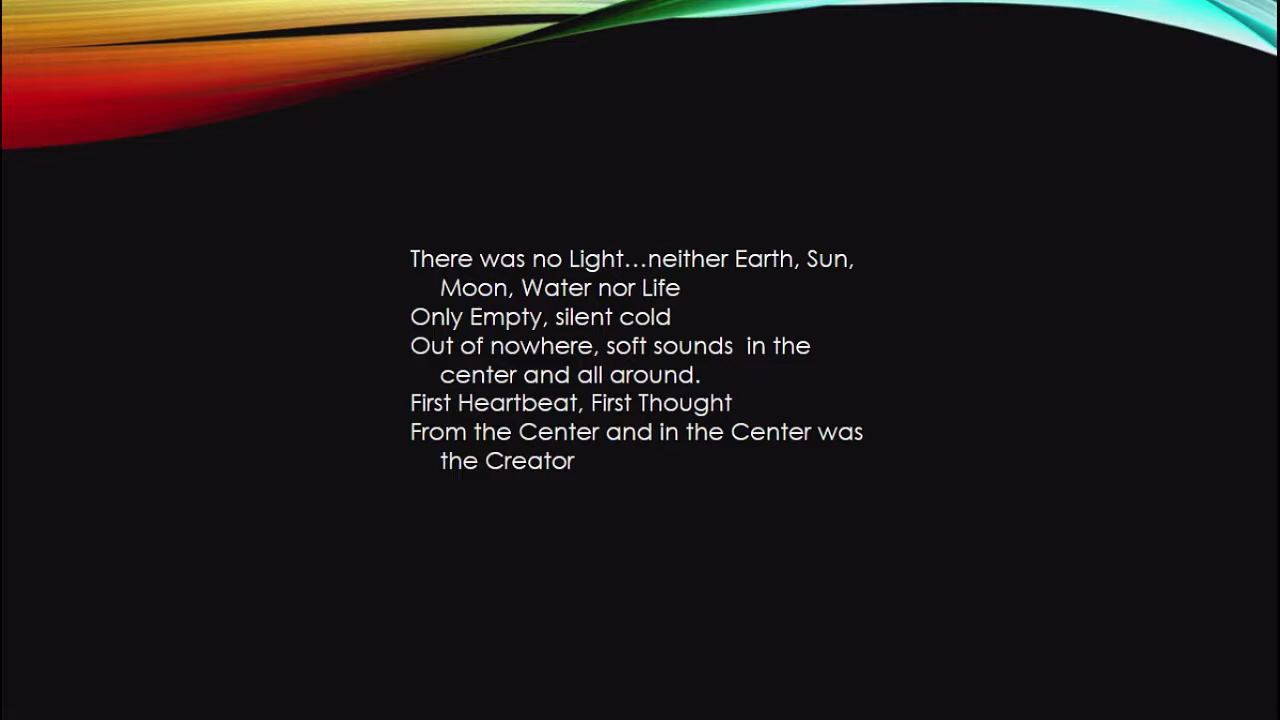 There was no Light...neither Earth, Sun,
Moon, Water nor Life
Only Empty, silent cold
Out of nowhere, soft sounds  in the
center and all around.
First Heartbeat, First Thought
From the Center and in the Center was
the Creator